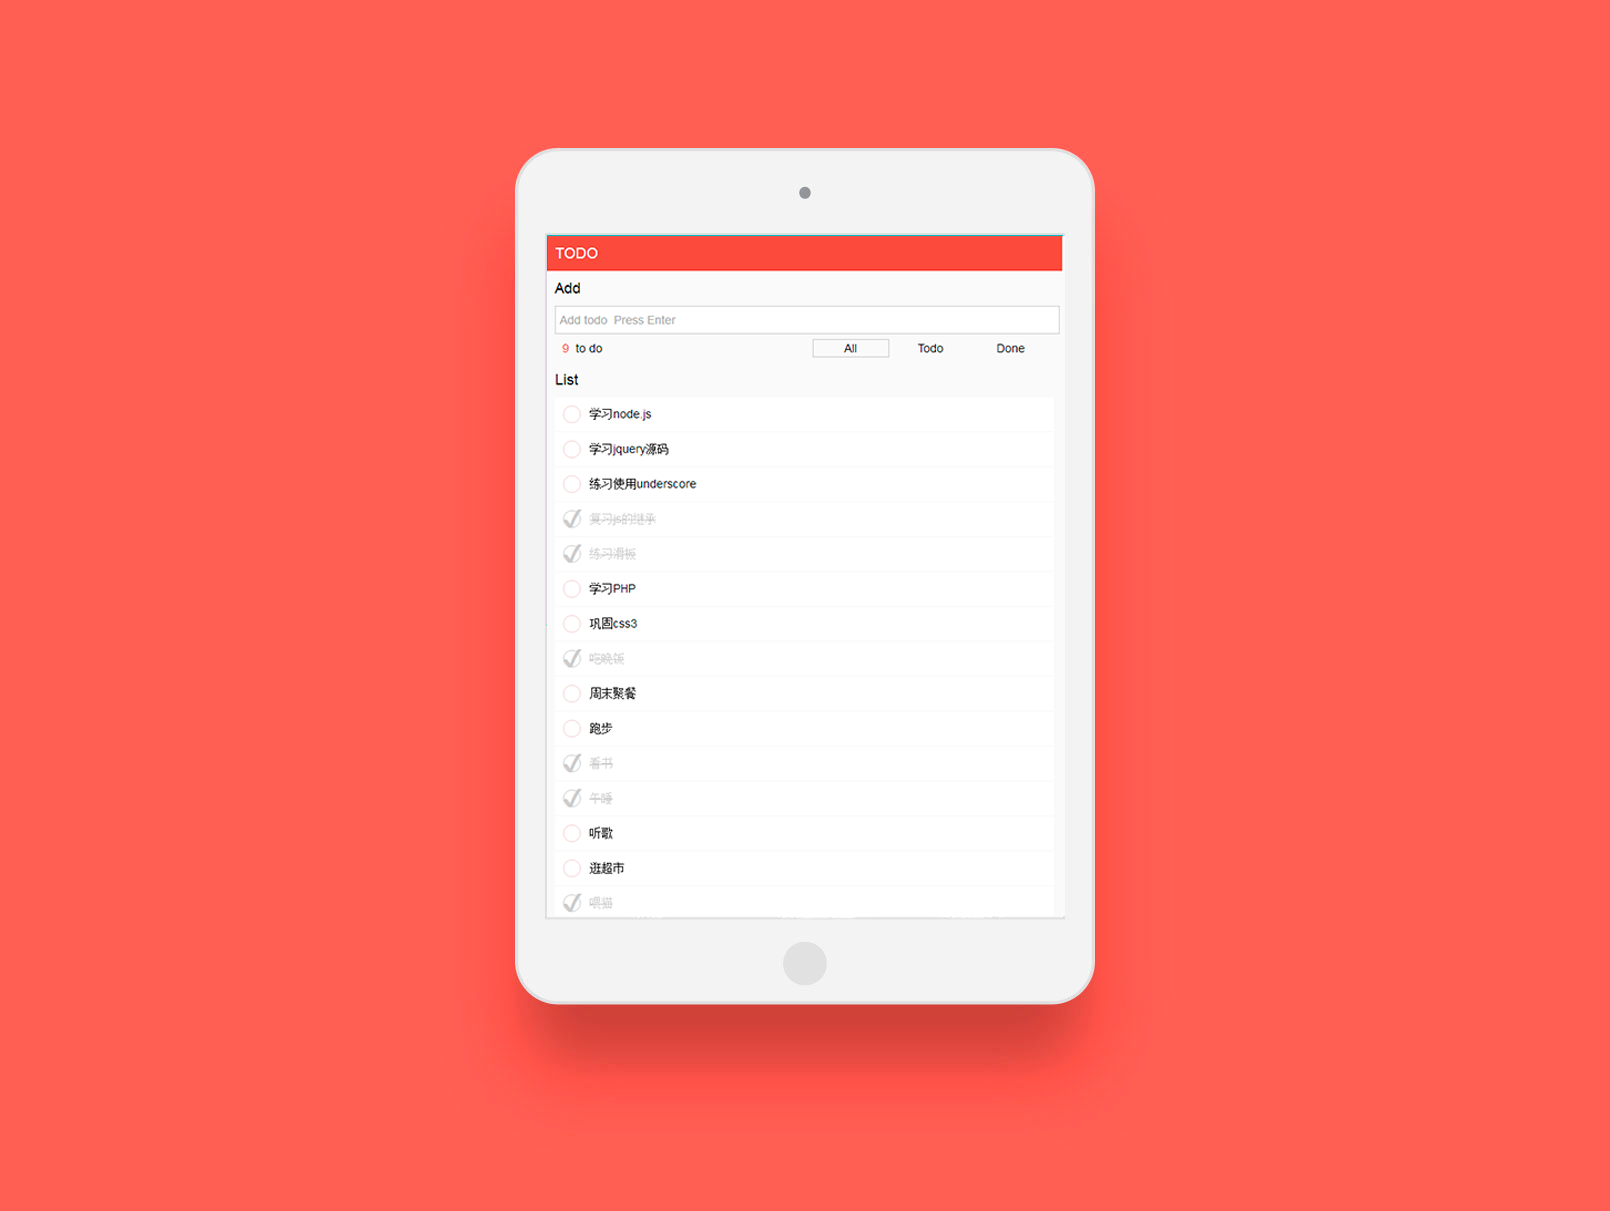 TODO
Add
Add todo  Press Enter
9 to do All Todo Done
List
学习node.js
学习jquery源码
练习使用underscore
复习js的继承
练习滑板
学习PHP
巩固css3
吃晚饭
周末聚餐
跑步
看书
午睡
听歌
逛超市
喂猫